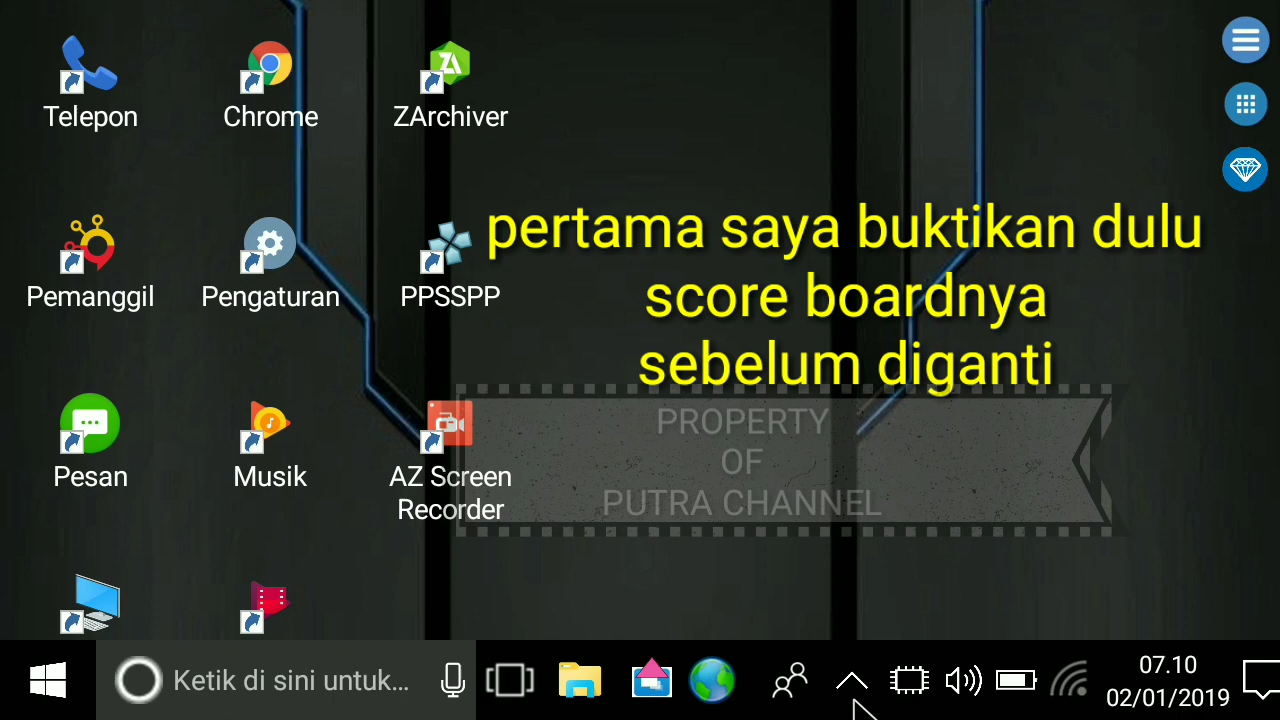 Telepon
Chrome
ZArchiver
Pemanggil
Pengaturan
PPSSPP
pertama saya buktikan dulu
score boardnya
sebelum diganti
PROPERTY
OF
PUTRA CHANNEL
Pesan
Musik
AZ Screen
Recorder
Ketik di sini untuk...
07.10
02/01/2019